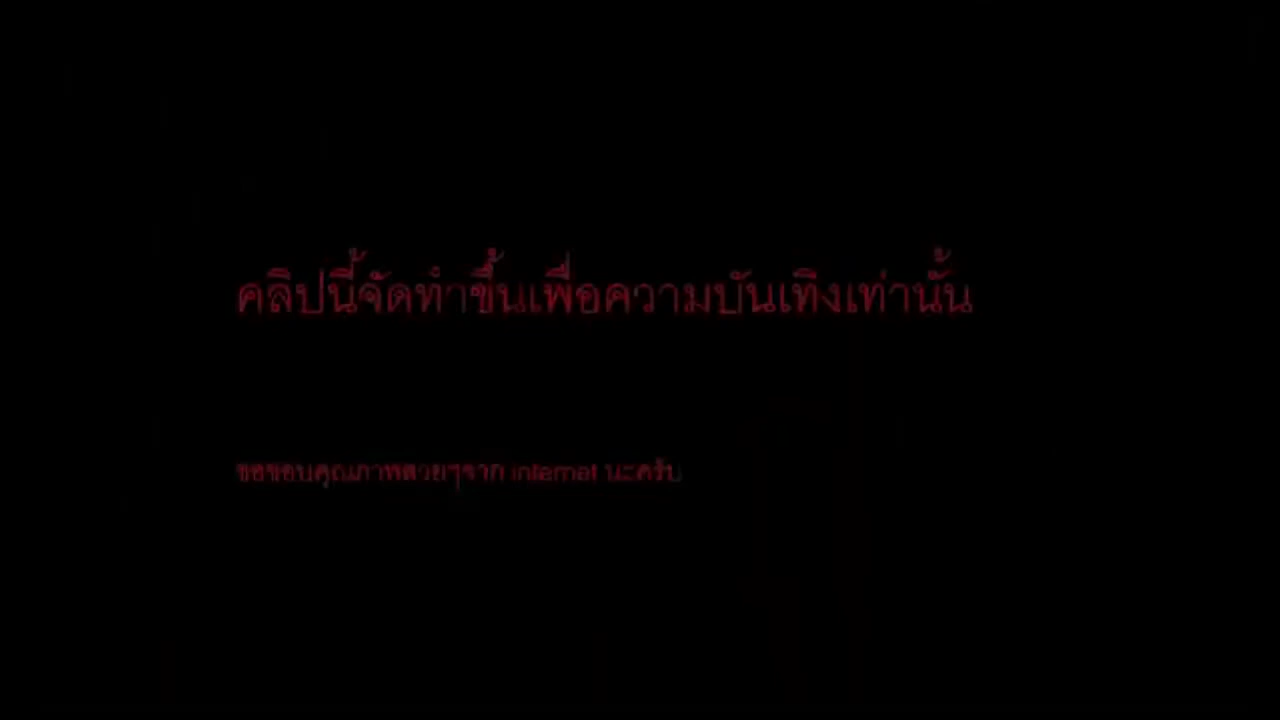 คลิปนี้จัดทำขึ้นเพื่อความบันเทิงเท่านั้น
ขอขอบคุณภาพสวยๆจาก internet นะครับ